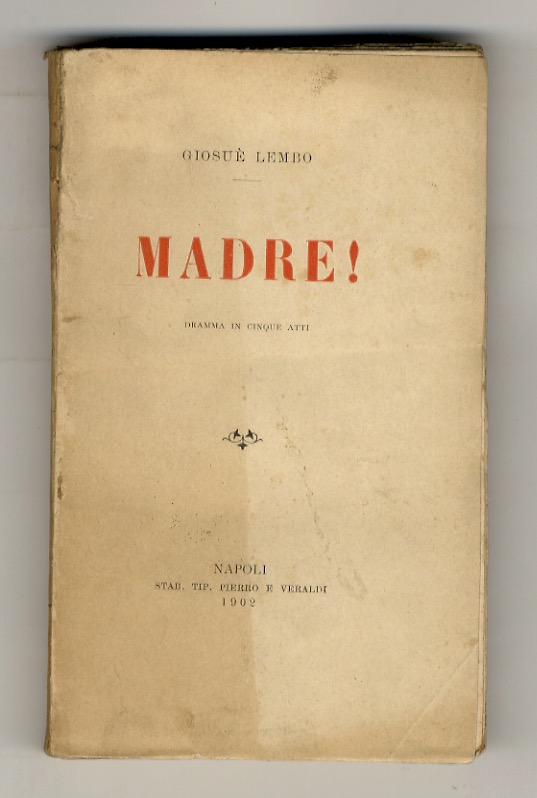 GIOSUÈ LEMBO
MADRE!
DRAMMA IN CINQUE ATTI
NAPOLI
STAB. TIP. PIERRO E VERALDI
1902